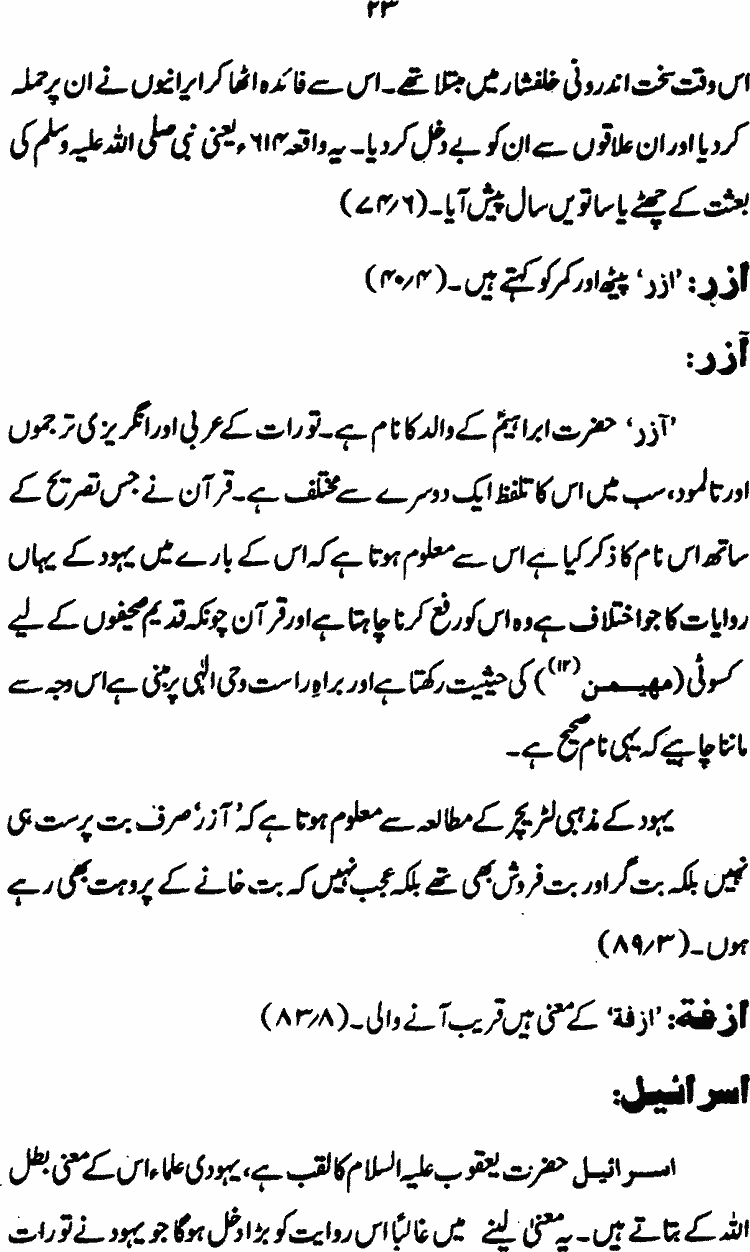 ۲۳
اس وقت سخت اندرونی خلفشار میں مبتلا تھے۔ اس سے فائدہ اٹھا کر ایرانیوں نے ان پر حملہ
کر دیا اور ان علاقوں سے ان کو بے دخل کر دیا۔ یہ واقعہ ۶۱۴ء یعنی نبی صلی اللہ علیہ وسلم کی
بعثت کے چھٹے یا ساتویں سال پیش آیا۔ (۷۴/۶)
ازر: ’ازر‘ پیٹھ اور کمر کو کہتے ہیں۔ (۴۰/۴)
آزر:
’آزر‘ حضرت ابراہیمؑ کے والد کا نام ہے۔ تورات کے عربی اور انگریزی ترجموں
اور تالمود، سب میں اس کا تلفظ ایک دوسرے سے مختلف ہے۔ قرآن نے جس تصریح کے
ساتھ اس نام کا ذکر کیا ہے اس سے معلوم ہوتا ہے کہ اس کے بارے میں یہود کے یہاں
روایات کا جو اختلاف ہے وہ اس کو رفع کرنا چاہتا ہے اور قرآن چونکہ قدیم صحیفوں کے لیے
کسوٹی (مھیمن(۱۲)) کی حیثیت رکھتا ہے اور براہِ راست وحی الٰہی پر مبنی ہے اس وجہ سے
ماننا چاہیے کہ یہی نام صحیح ہے۔
یہود کے مذہبی لٹریچر کے مطالعہ سے معلوم ہوتا ہے کہ ’آزر‘ صرف بت پرست ہی
نہیں بلکہ بت گر اور بت فروش بھی تھے بلکہ عجب نہیں کہ بت خانے کے پروہت بھی رہے
ہوں۔ (۸۹/۳)
ازفة: ’ازفة‘ کے معنی ہیں قریب آنے والی۔ (۸۳/۸)
اسرائیل:
اسرائیل حضرت یعقوب علیہ السلام کا لقب ہے، یہودی علماء اس کے معنی بطل
اللہ کے بتاتے ہیں۔ یہ معنیٰ لینے میں غالباً اس روایت کو بڑا دخل ہوگا جو یہود نے تورات